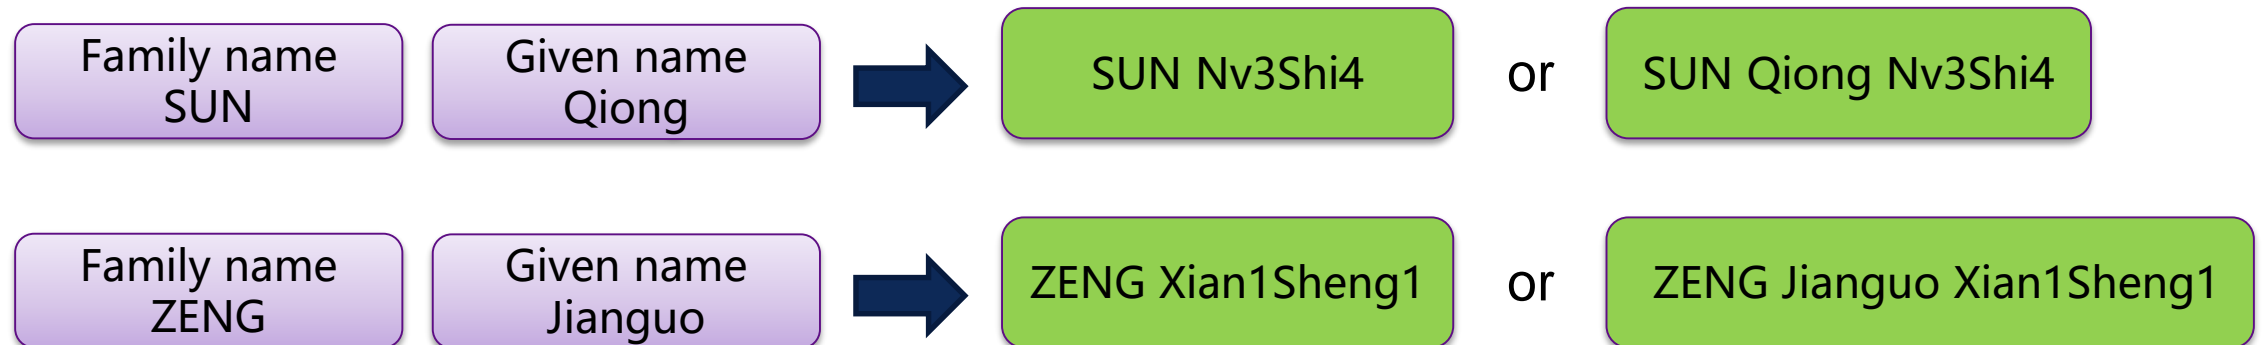 Family name
SUN
Given name
Qiong
SUN Nv3Shi4
or
SUN Qiong Nv3Shi4
Family name
ZENG
Given name
Jianguo
ZENG Xian1Sheng1
or
ZENG Jianguo Xian1Sheng1